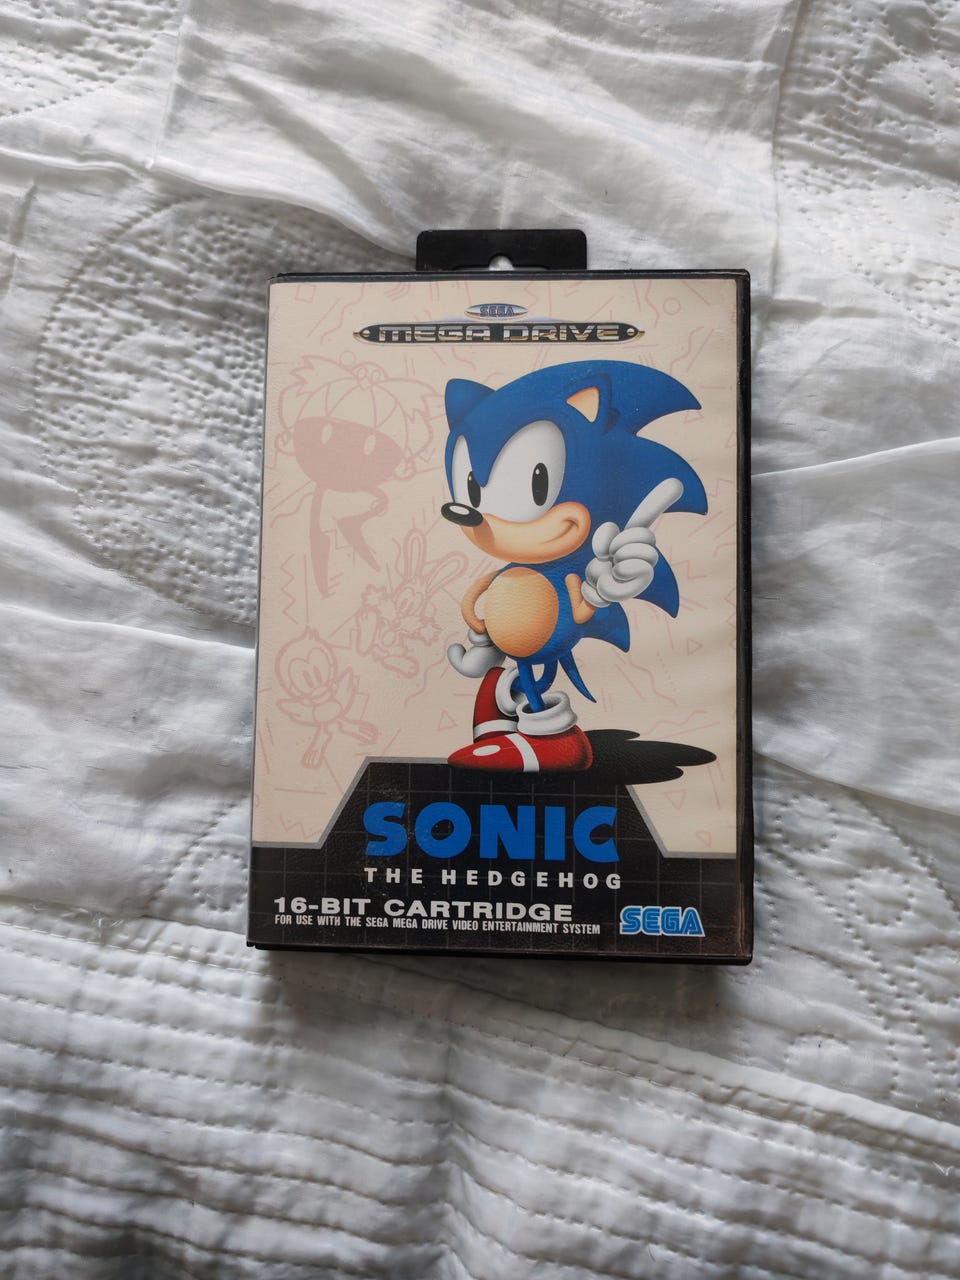 SEGA
MEGA DRIVE
SONIC
THE HEDGEHOG
16-BIT CARTRIDGE
FOR USE WITH THE SEGA MEGA DRIVE VIDEO ENTERTAINMENT SYSTEM
SEGA